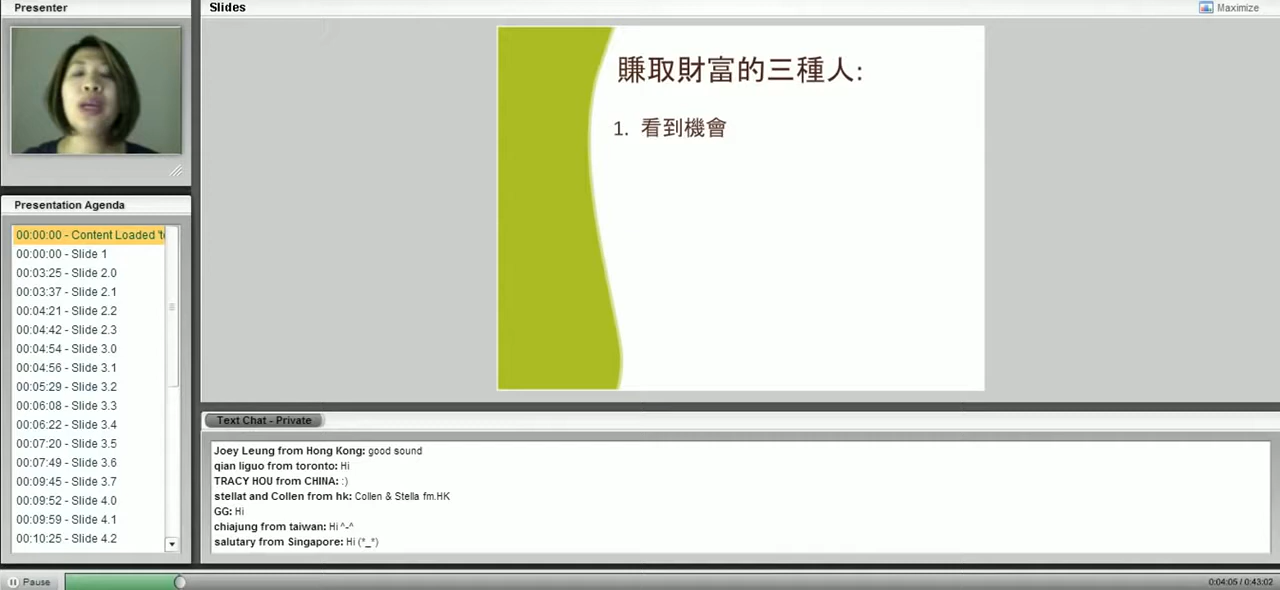 Presenter
Slides
Maximize
賺取財富的三種人:
1. 看到機會
Presentation Agenda
00:00:00 - Content Loaded 't
00:00:00 - Slide 1
00:03:25 - Slide 2.0
00:03:37 - Slide 2.1
00:04:21 - Slide 2.2
00:04:42 - Slide 2.3
00:04:54 - Slide 3.0
00:04:56 - Slide 3.1
00:05:29 - Slide 3.2
00:06:08 - Slide 3.3
00:06:22 - Slide 3.4
00:07:20 - Slide 3.5
00:07:49 - Slide 3.6
00:09:45 - Slide 3.7
00:09:52 - Slide 4.0
00:09:59 - Slide 4.1
00:10:25 - Slide 4.2
Text Chat - Private
Joey Leung from Hong Kong: good sound
qian liguo from toronto: Hi
TRACY HOU from CHINA: :)
stellat and Collen from hk: Collen & Stella fm.HK
GG: Hi
chiajung from taiwan: Hi ^-^
salutary from Singapore: Hi (*_*)
Pause
0:04:05 / 0:43:02